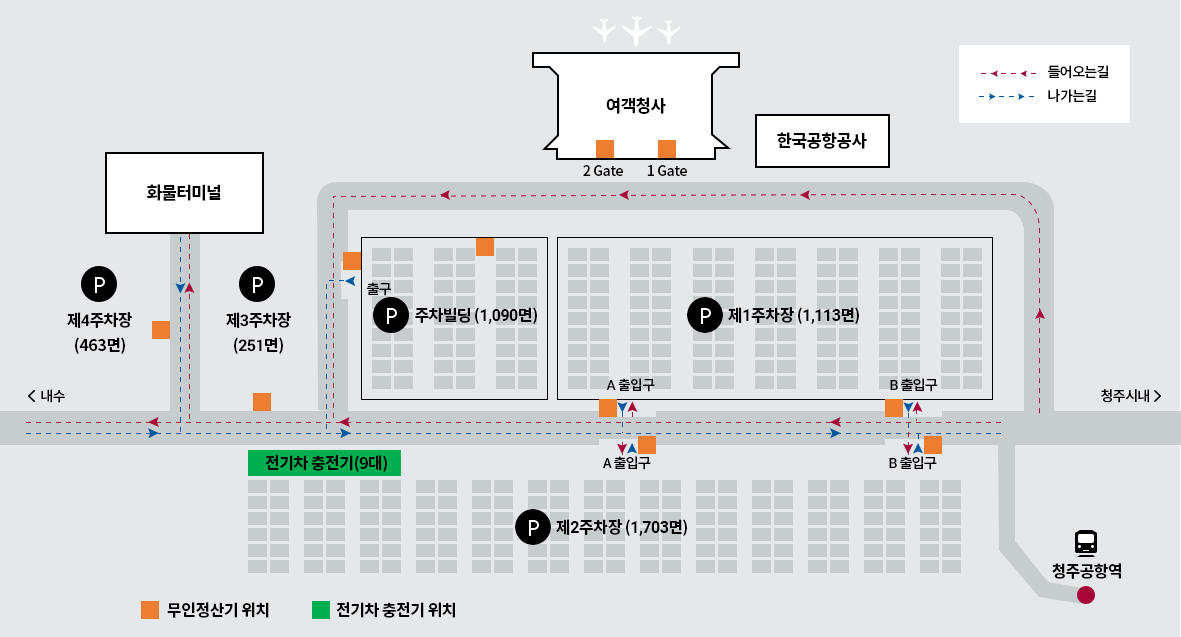 들어오는길
나가는길
여객청사
2 Gate
1 Gate
한국공항공사
화물터미널
P
제4주차장
(463면)
P
제3주차장
(251면)
출구
P 주차빌딩 (1,090면)
P 제1주차장 (1,113면)
A 출입구
B 출입구
< 내수
청주시내 >
전기차 충전기(9대)
A 출입구
B 출입구
P 제2주차장 (1,703면)
청주공항역
무인정산기 위치
전기차 충전기 위치